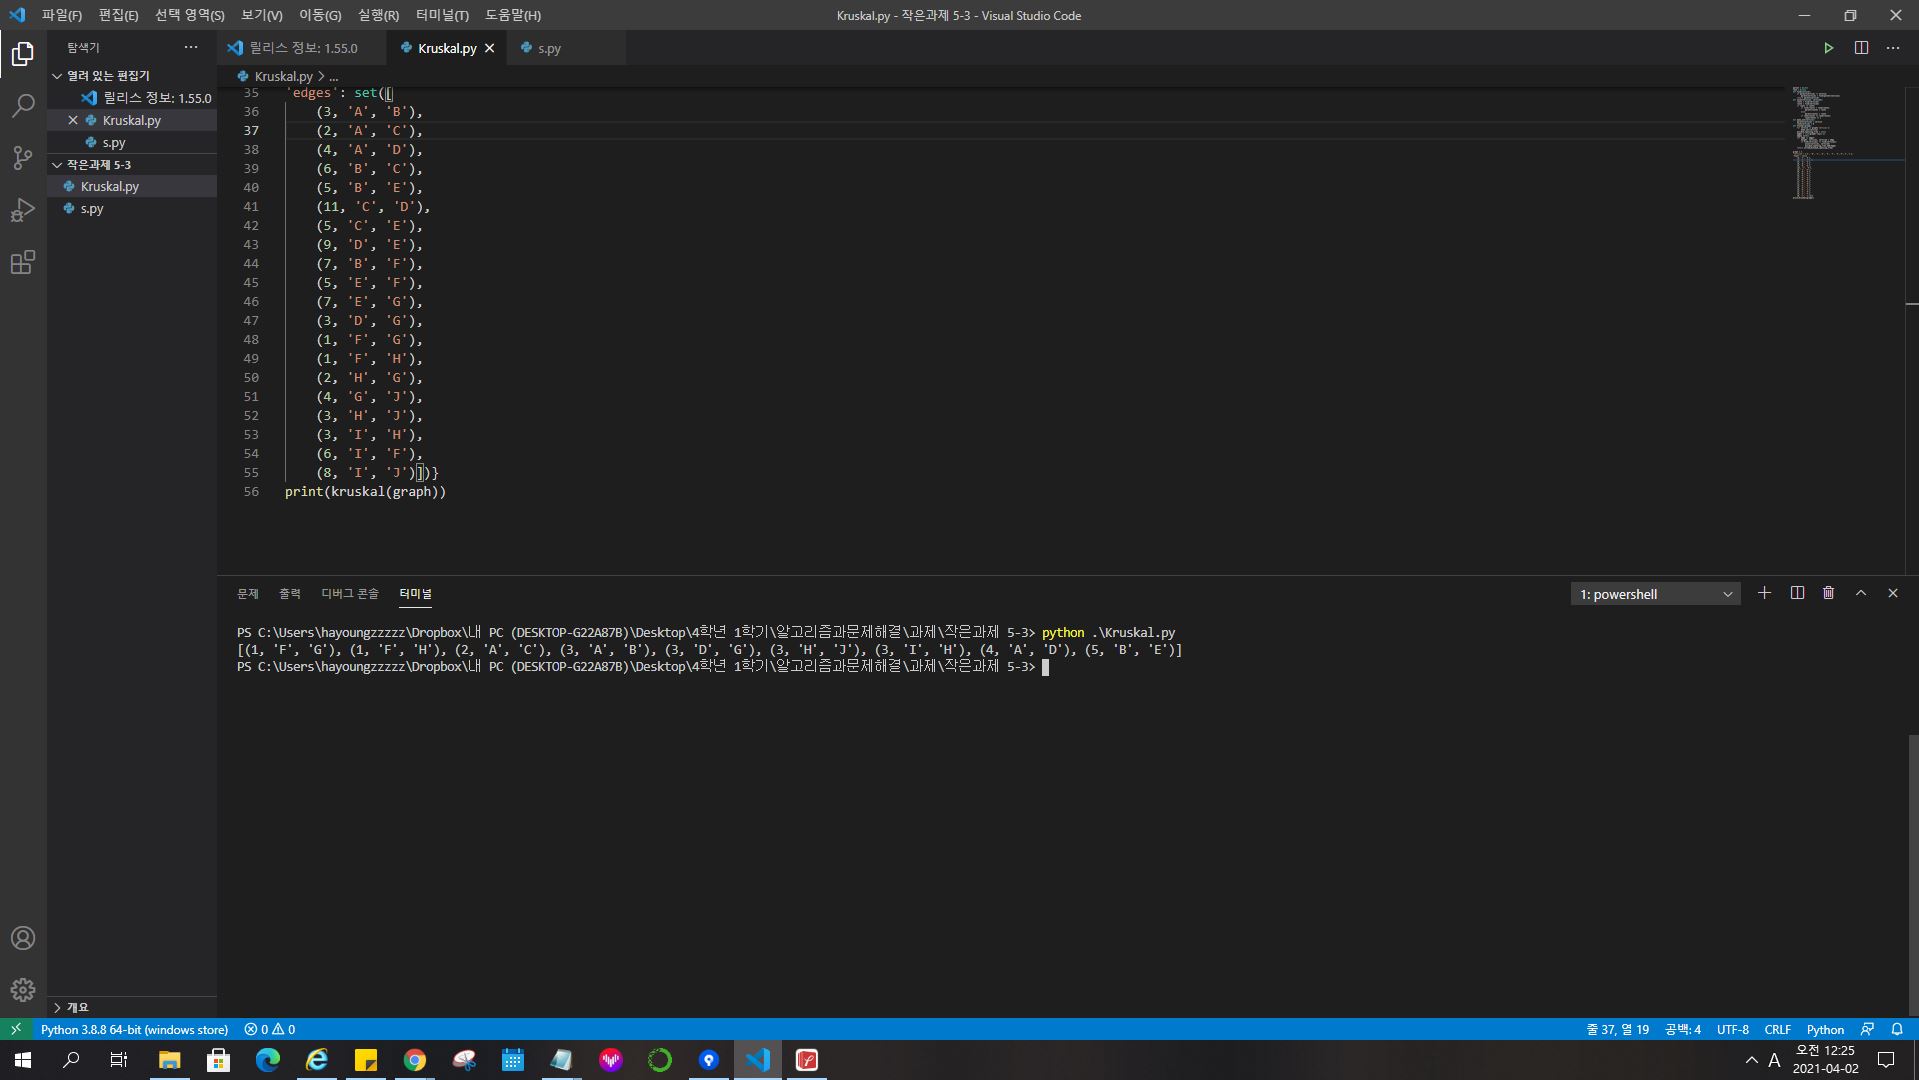 파일(F) 편집(E) 선택 영역(S) 보기(V) 이동(G) 실행(R) 터미널(T) 도움말(H)
Kruskal.py - 작은과제 5-3 - Visual Studio Code
탐색기
열려 있는 편집기
릴리스 정보: 1.55.0
Kruskal.py
s.py
작은과제 5-3
Kruskal.py
s.py
개요
릴리스 정보: 1.55.0 Kruskal.py s.py
Kruskal.py > ...
35 'edges': set([
36 (3, 'A', 'B'),
37 (2, 'A', 'C'),
38 (4, 'A', 'D'),
39 (6, 'B', 'C'),
40 (5, 'B', 'E'),
41 (11, 'C', 'D'),
42 (5, 'C', 'E'),
43 (9, 'D', 'E'),
44 (7, 'B', 'F'),
45 (5, 'E', 'F'),
46 (7, 'E', 'G'),
47 (3, 'D', 'G'),
48 (1, 'F', 'G'),
49 (1, 'F', 'H'),
50 (2, 'H', 'G'),
51 (4, 'G', 'J'),
52 (3, 'H', 'J'),
53 (3, 'I', 'H'),
54 (6, 'I', 'F'),
55 (8, 'I', 'J')])}
56 print(kruskal(graph))
문제 출력 디버그 콘솔 터미널
1: powershell
PS C:\Users\hayoungzzzzz\Dropbox\내 PC (DESKTOP-G22A87B)\Desktop\4학년 1학기\알고리즘과문제해결\과제\작은과제 5-3> python .\Kruskal.py
[(1, 'F', 'G'), (1, 'F', 'H'), (2, 'A', 'C'), (3, 'A', 'B'), (3, 'D', 'G'), (3, 'H', 'J'), (3, 'I', 'H'), (4, 'A', 'D'), (5, 'B', 'E')]
PS C:\Users\hayoungzzzzz\Dropbox\내 PC (DESKTOP-G22A87B)\Desktop\4학년 1학기\알고리즘과문제해결\과제\작은과제 5-3>
Python 3.8.8 64-bit (windows store) 0 0
줄 37, 열 19 공백: 4 UTF-8 CRLF Python
A
오전 12:25
2021-04-02